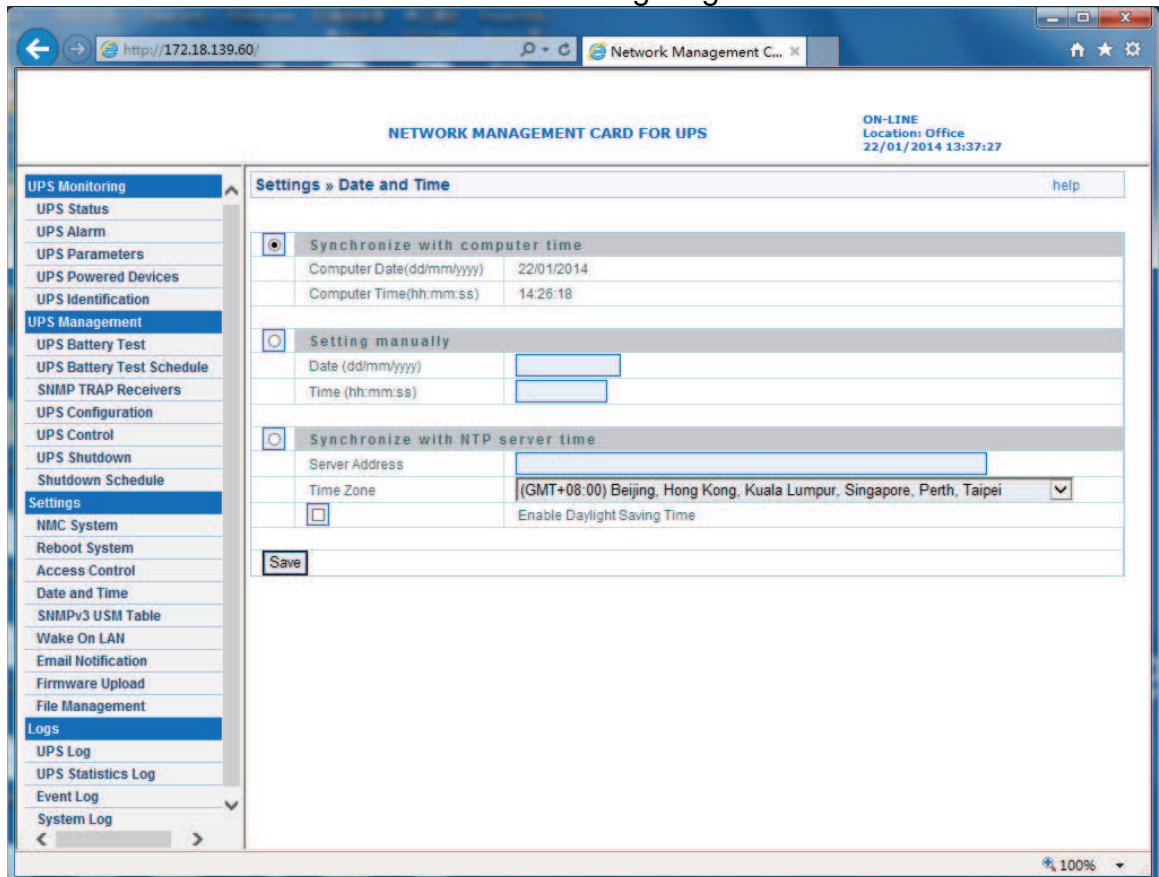 http://172.18.139.60/
Network Management C...
NETWORK MANAGEMENT CARD FOR UPS
ON-LINE
Location: Office
22/01/2014 13:37:27
UPS Monitoring
UPS Status
UPS Alarm
UPS Parameters
UPS Powered Devices
UPS Identification
UPS Management
UPS Battery Test
UPS Battery Test Schedule
SNMP TRAP Receivers
UPS Configuration
UPS Control
UPS Shutdown
Shutdown Schedule
Settings
NMC System
Reboot System
Access Control
Date and Time
SNMPv3 USM Table
Wake On LAN
Email Notification
Firmware Upload
File Management
Logs
UPS Log
UPS Statistics Log
Event Log
System Log
Settings » Date and Time help
Synchronize with computer time
Computer Date(dd/mm/yyyy) 22/01/2014
Computer Time(hh:mm:ss) 14:26:18
Setting manually
Date (dd/mm/yyyy)
Time (hh:mm:ss)
Synchronize with NTP server time
Server Address
Time Zone (GMT+08:00) Beijing, Hong Kong, Kuala Lumpur, Singapore, Perth, Taipei
Enable Daylight Saving Time
Save
100%